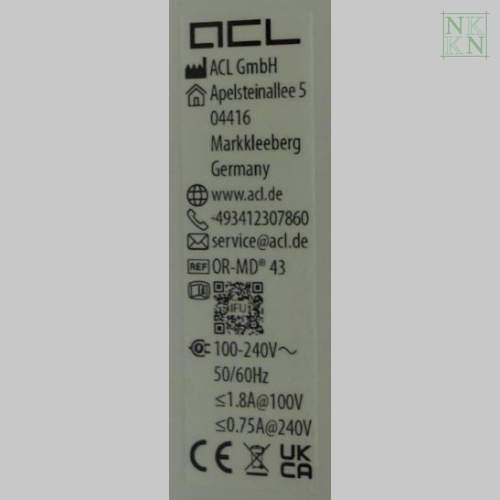 ACL
ACL GmbH
Apelsteinallee 5
04416
Markkleeberg
Germany
www.acl.de
+493412307860
service@acl.de
REF OR-MD® 43
IFU
100-240V~
50/60Hz
≤1.8A@100V
≤0.75A@240V
CE UK
CA
NK
KN